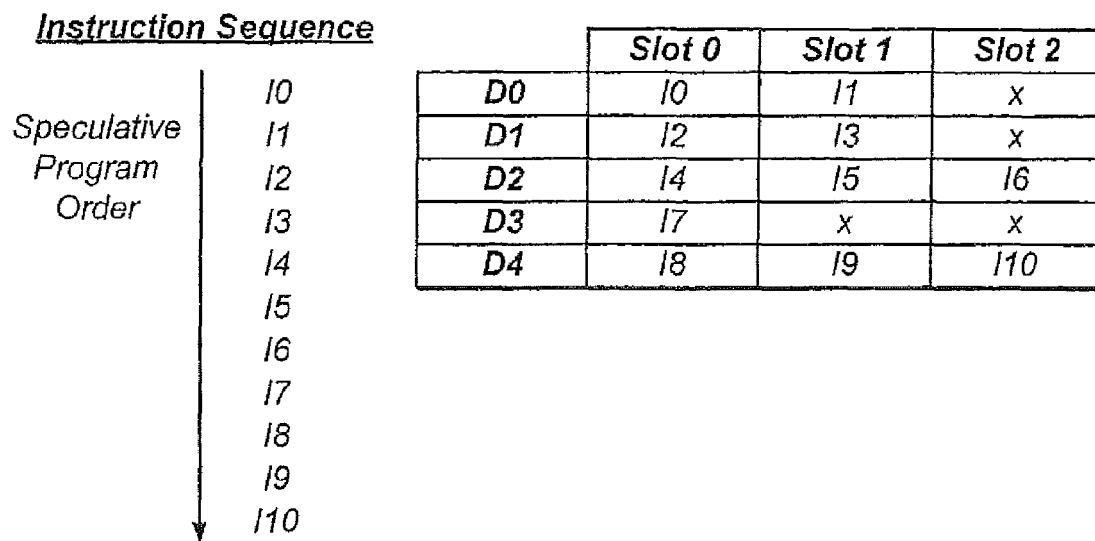 Instruction Sequence
Speculative
Program
Order
I0
I1
I2
I3
I4
I5
I6
I7
I8
I9
I10
Slot 0 Slot 1 Slot 2
D0 I0 I1 x
D1 I2 I3 x
D2 I4 I5 I6
D3 I7 x x
D4 I8 I9 I10